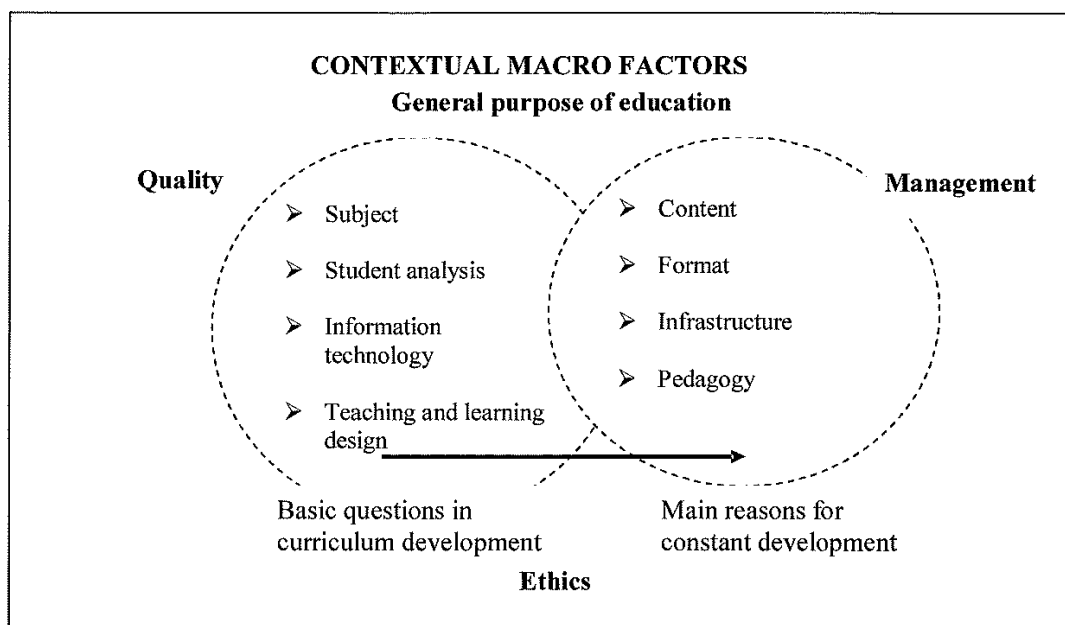 CONTEXTUAL MACRO FACTORS
General purpose of education
Quality
Management
➢ Subject
➢ Student analysis
➢ Information
technology
➢ Teaching and learning
design
➢ Content
➢ Format
➢ Infrastructure
➢ Pedagogy
Basic questions in
curriculum development
Main reasons for
constant development
Ethics